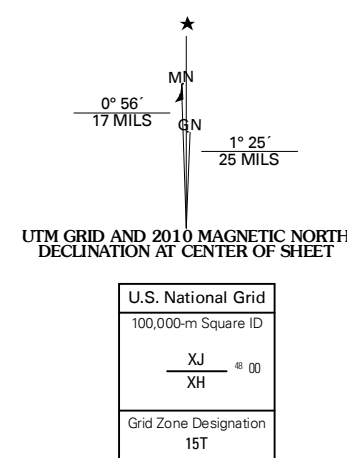 ★
MN
0° 56´
17 MILS
GN
1° 25´
25 MILS
UTM GRID AND 2010 MAGNETIC NORTH
DECLINATION AT CENTER OF SHEET
U.S. National Grid
100,000-m Square ID
XJ
48 00
XH
Grid Zone Designation
15T